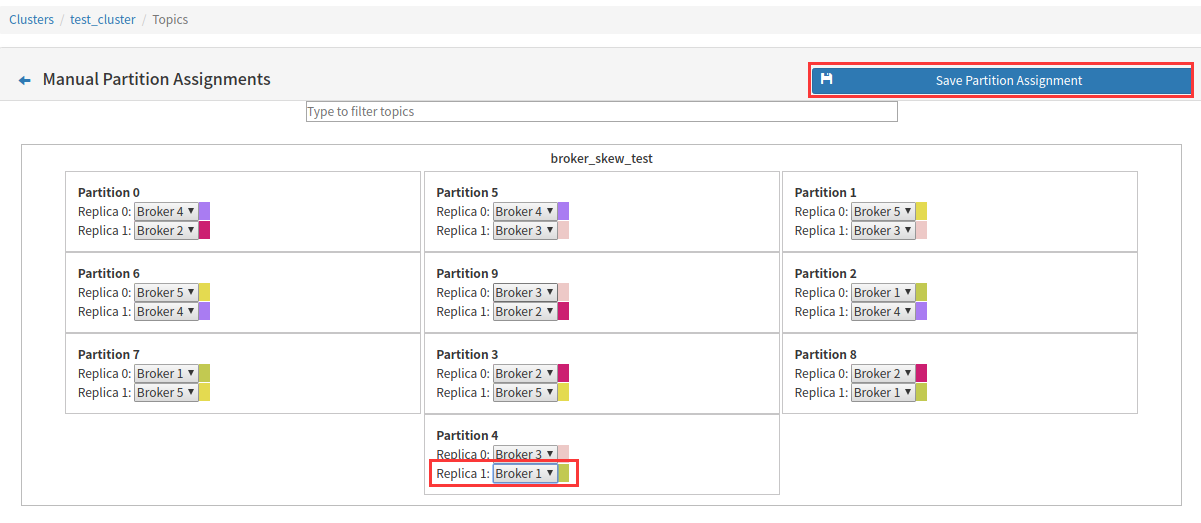 Clusters / test_cluster / Topics
Manual Partition Assignments
Save Partition Assignment
Type to filter topics
broker_skew_test
Partition 0
Replica 0: Broker 4
Replica 1: Broker 2
Partition 5
Replica 0: Broker 4
Replica 1: Broker 3
Partition 1
Replica 0: Broker 5
Replica 1: Broker 3
Partition 6
Replica 0: Broker 5
Replica 1: Broker 4
Partition 9
Replica 0: Broker 3
Replica 1: Broker 2
Partition 2
Replica 0: Broker 1
Replica 1: Broker 4
Partition 7
Replica 0: Broker 1
Replica 1: Broker 5
Partition 3
Replica 0: Broker 2
Replica 1: Broker 5
Partition 8
Replica 0: Broker 2
Replica 1: Broker 1
Partition 4
Replica 0: Broker 3
Replica 1: Broker 1